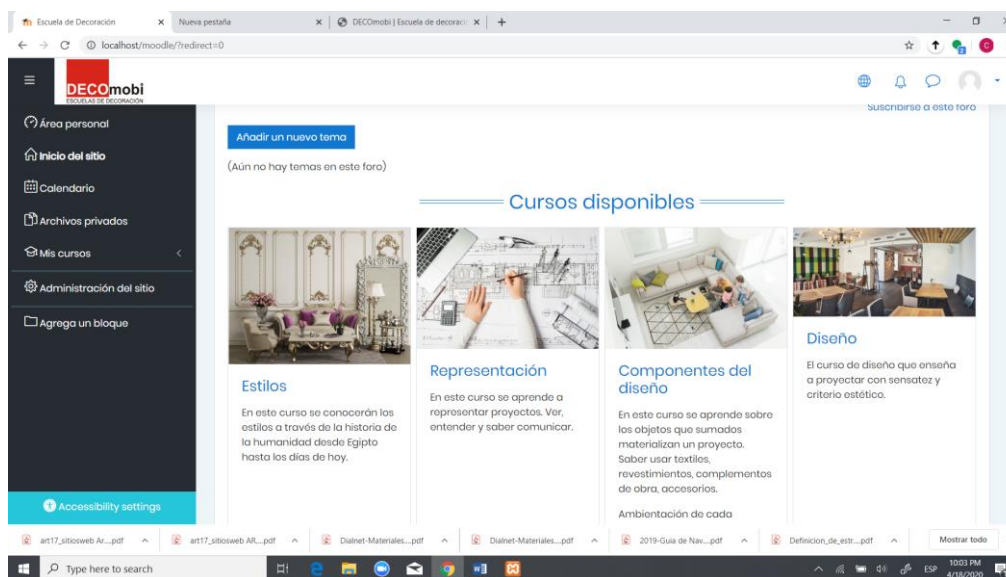 Escuela de Decoración
Nueva pestaña
DECOmobi | Escuela de decoraci
localhost/moodle/?redirect=0
C
DECOmobi
ESCUELAS DE DECORACIÓN
Suscribirse a este foro
Área personal
Inicio del sitio
Calendario
Archivos privados
Mis cursos
Administración del sitio
Agrega un bloque
Accessibility settings
Añadir un nuevo tema
(Aún no hay temas en este foro)
Cursos disponibles
Estilos
En este curso se conocerán los
estilos a través de la historia de
la humanidad desde Egipto
hasta los días de hoy.
Representación
En este curso se aprende a
representar proyectos. Ver,
entender y saber comunicar.
Componentes del
diseño
En este curso se aprende sobre
los objetos que sumados
materializan un proyecto.
Saber usar textiles,
revestimientos, complementos
de obra, accesorios.
Ambientación de cada
Diseño
El curso de diseño que enseña
a proyectar con sensatez y
criterio estético.
art17_sitiosweb Ar....pdf
art17_sitiosweb AR....pdf
Dialnet-Materiales....pdf
Dialnet-Materiales....pdf
2019-Guia de Nav....pdf
Definicion_de_estr....pdf
Mostrar todo
Type here to search
ESP
10:03 PM
4/18/2020